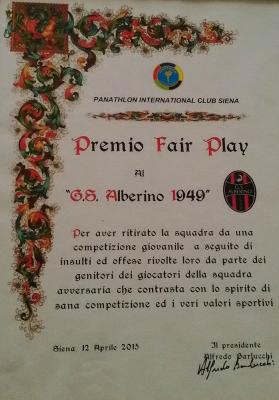 PANATHLON INTERNATIONAL CLUB SIENA
Premio Fair Play
Al
"G.S. Alberino 1949"
Per aver ritirato la squadra da una
competizione giovanile a seguito di
insulti ed offese rivolte loro da parte dei
genitori dei giocatori della squadra
avversaria che contrasta con lo spirito di
sana competizione ed i veri valori sportivi
Siena, 12 Aprile 2013
Il presidente
Alfredo Barlucchi